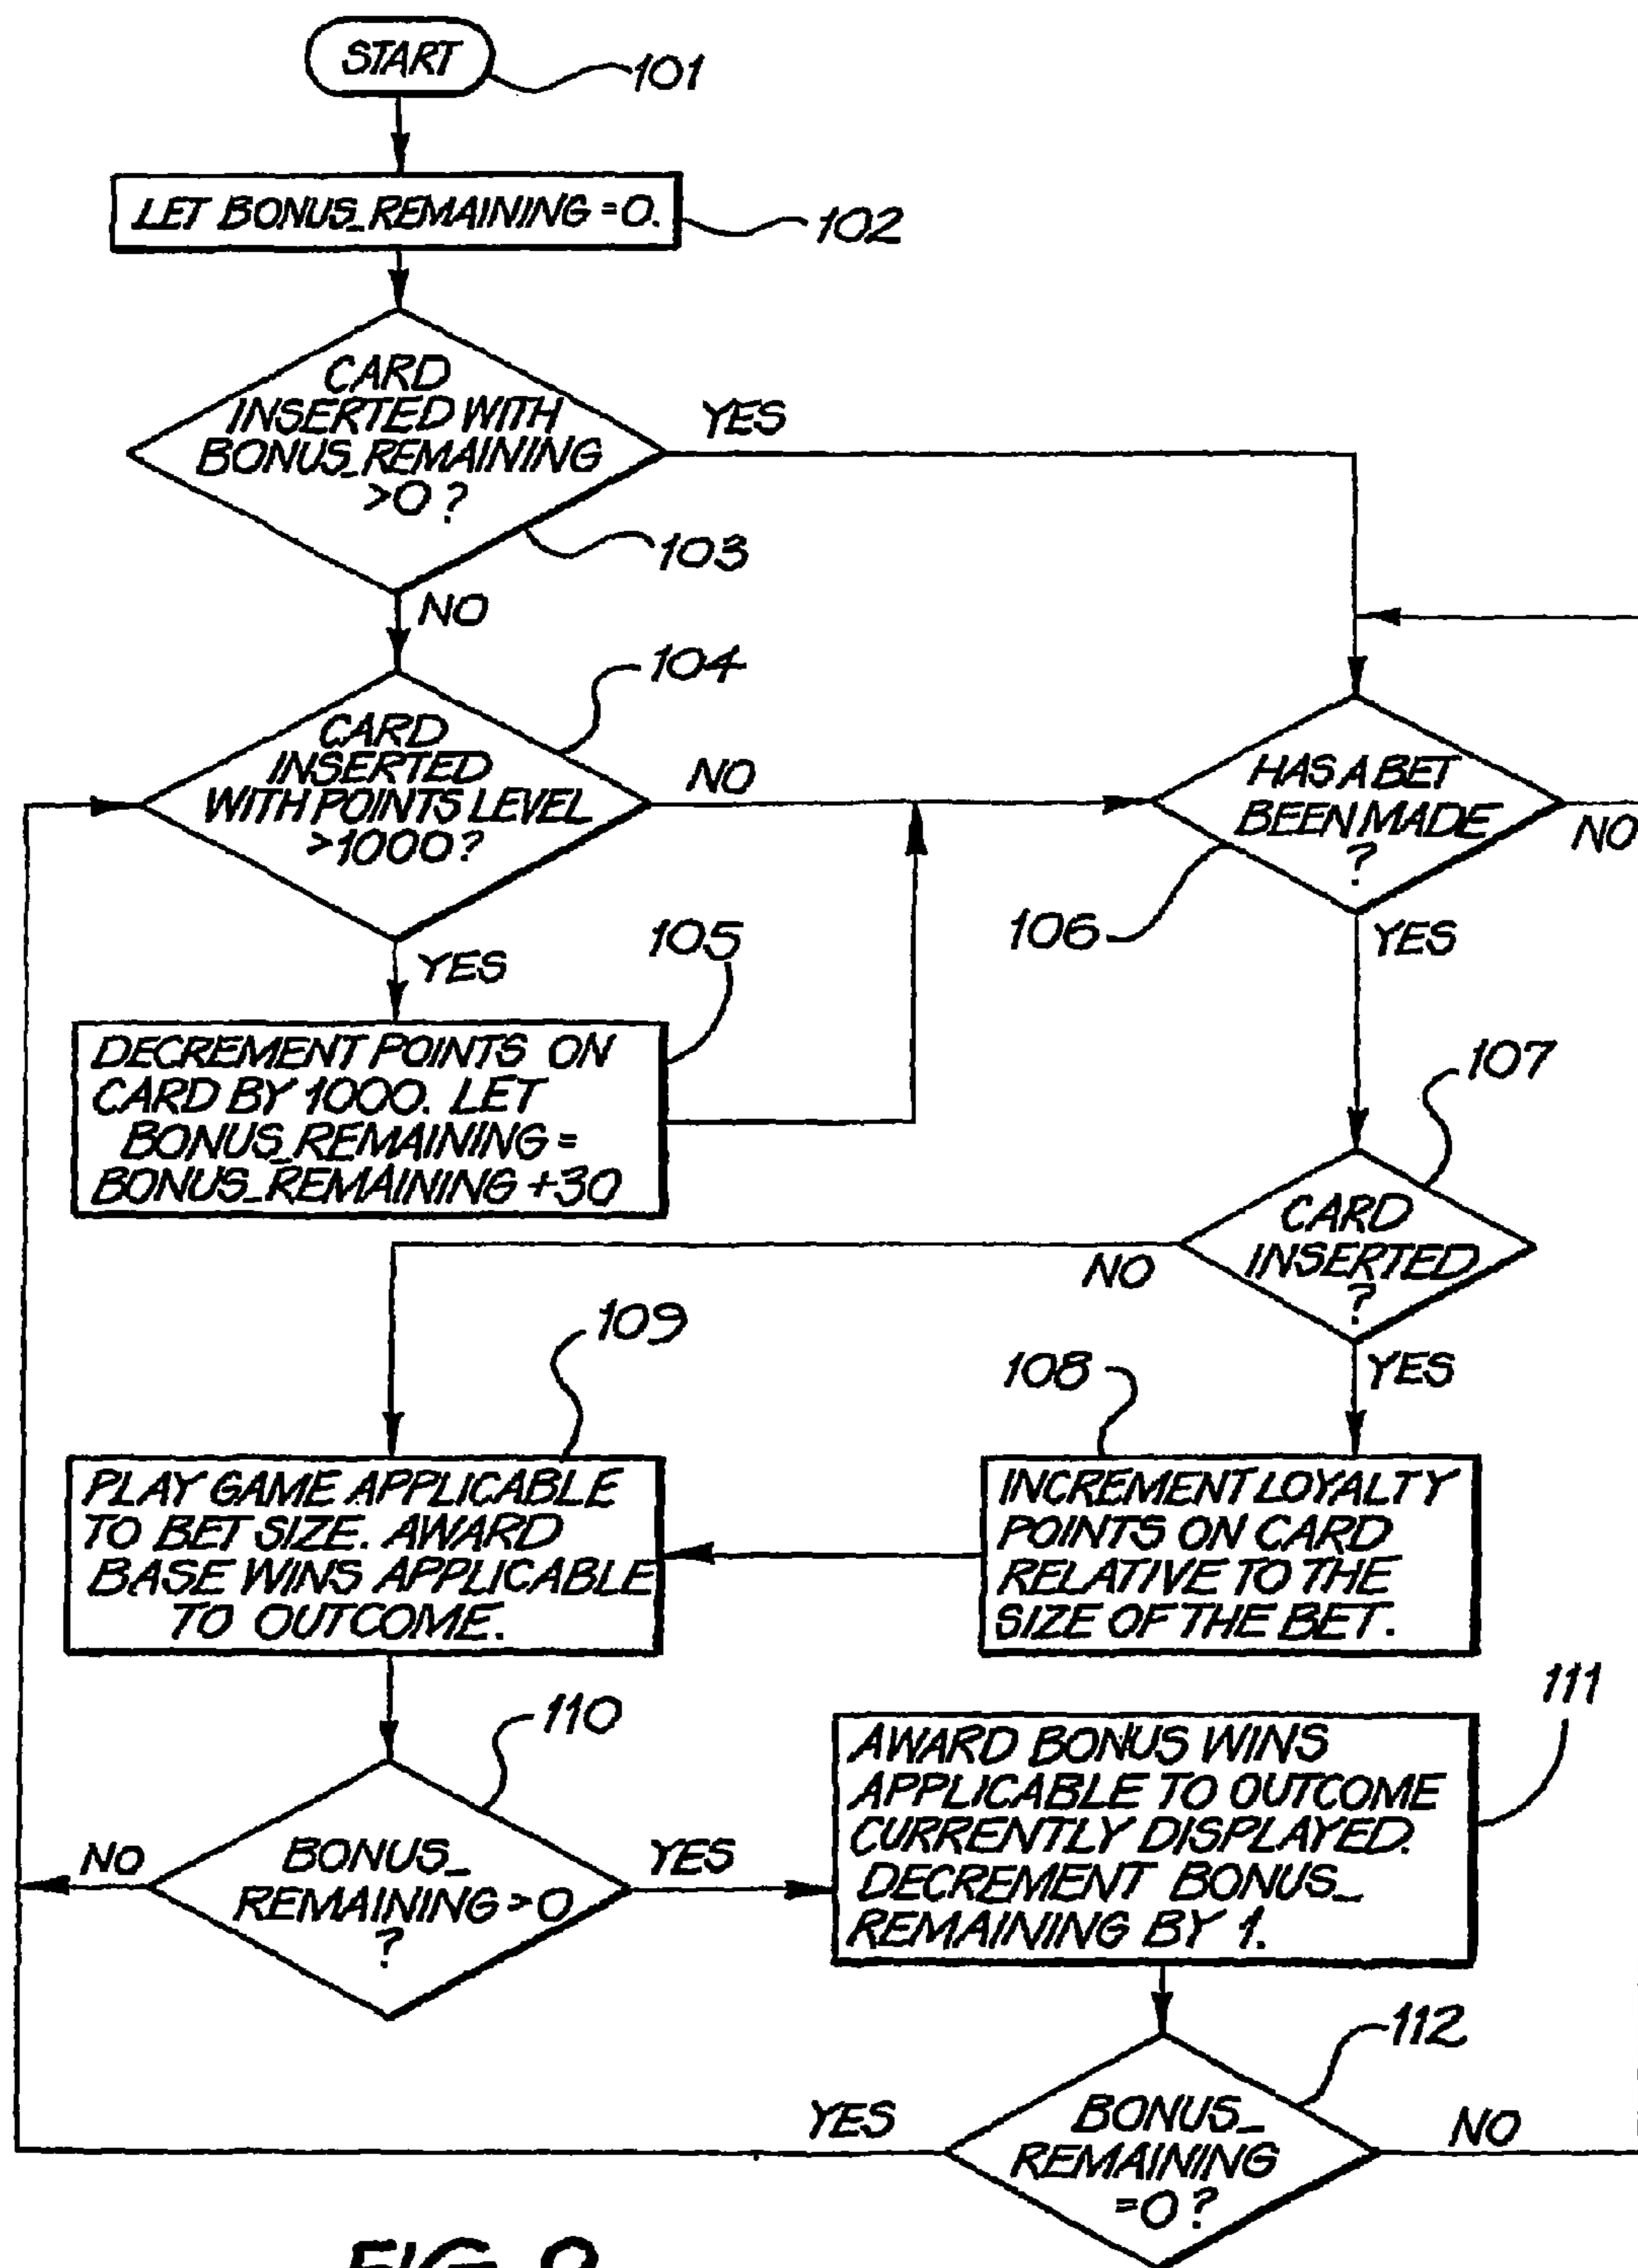 START
101
LET BONUS_REMAINING = 0.
102
CARD
INSERTED WITH
BONUS_REMAINING
>0 ?
YES
103
NO
104
CARD
INSERTED
WITH POINTS LEVEL
>1000?
NO
HAS A BET
BEEN MADE
?
NO
106
YES
105
YES
DECREMENT POINTS ON
CARD BY 1000. LET
BONUS_REMAINING =
BONUS_REMAINING +30
107
CARD
INSERTED
?
NO
YES
109
108
PLAY GAME APPLICABLE
TO BET SIZE. AWARD
BASE WINS APPLICABLE
TO OUTCOME.
INCREMENT LOYALTY
POINTS ON CARD
RELATIVE TO THE
SIZE OF THE BET.
110
111
BONUS_
REMAINING >0
?
NO
YES
AWARD BONUS WINS
APPLICABLE TO OUTCOME
CURRENTLY DISPLAYED.
DECREMENT BONUS_
REMAINING BY 1.
112
BONUS_
REMAINING
=0 ?
YES
NO